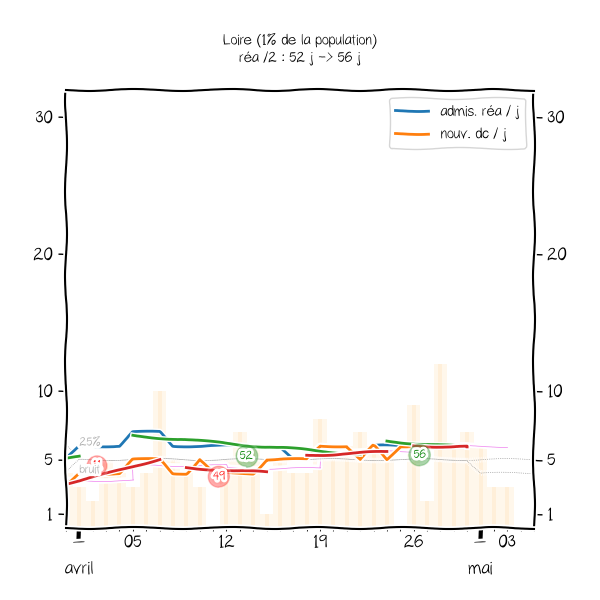 Loire (1% de la population)
réa /2 : 52 j -> 56 j
admis. réa / j
nouv. dc / j
30
30
20
20
10
10
25%
52
56
5
5
bruit
49
1
1
05
12
19
26
03
avril
mai